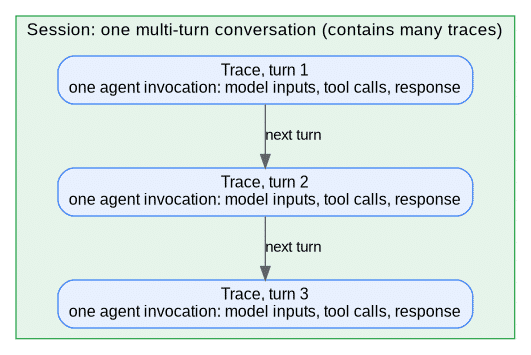 Session: one multi-turn conversation (contains many traces)
Trace, turn 1
one agent invocation: model inputs, tool calls, response
next turn
Trace, turn 2
one agent invocation: model inputs, tool calls, response
next turn
Trace, turn 3
one agent invocation: model inputs, tool calls, response